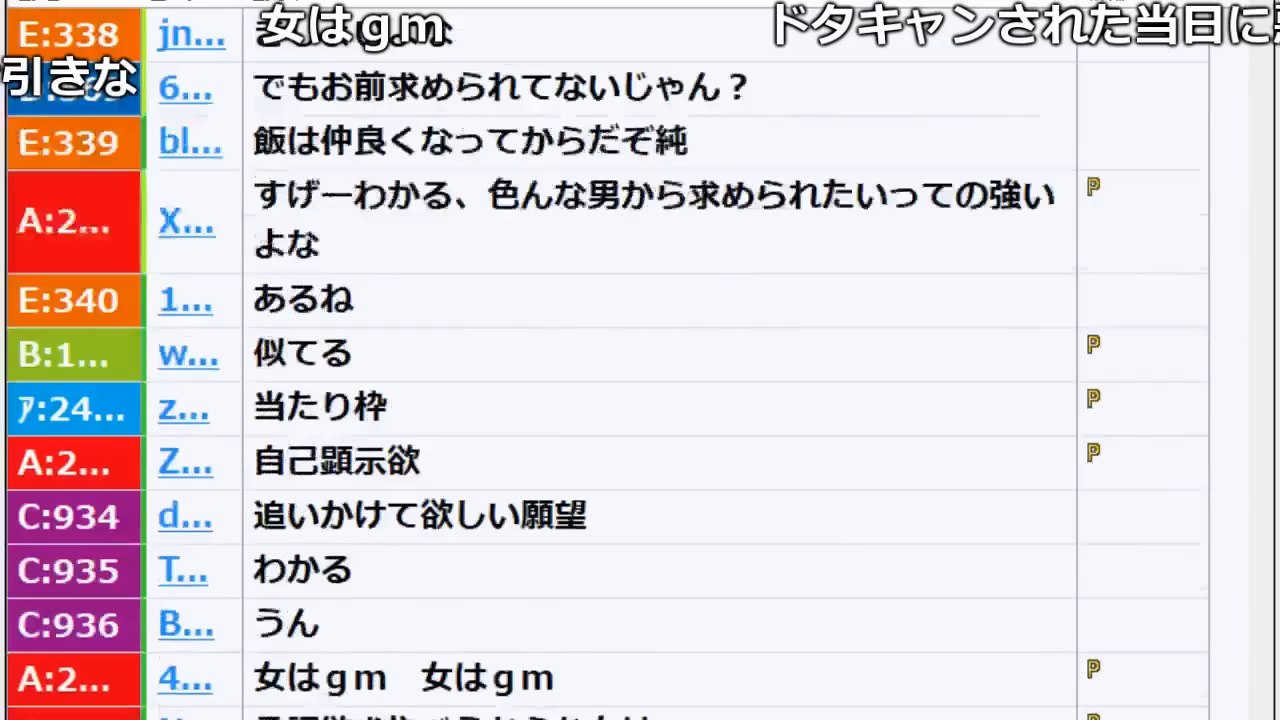 女はｇｍ
ドタキャンされた当日に
E:338 jn...
引きな
6... でもお前求められてないじゃん？
E:339 bl... 飯は仲良くなってからだぞ純
A:2... X... すげーわかる、色んな男から求められたいっての強い
よな
P
E:340 1... あるね
B:1... w... 似てる P
ｱ:24... z... 当たり枠 P
A:2... Z... 自己顕示欲 P
C:934 d... 追いかけて欲しい願望
C:935 T... わかる
C:936 B... うん
A:2... 4... 女はｇｍ　女はｇｍ P